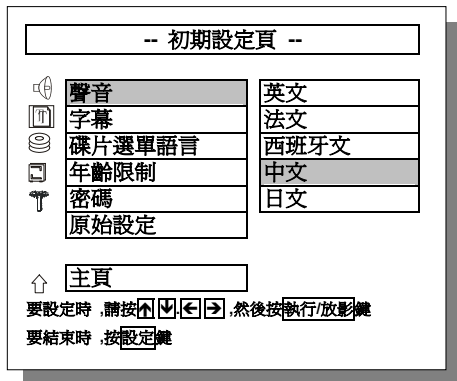 -- 初期設定頁 --
聲音
字幕
碟片選單語言
年齡限制
密碼
原始設定
英文
法文
西班牙文
中文
日文
主頁
要設定時 ,請按↑↓.←→ ,然後按執行/放影鍵
要結束時 ,按設定鍵